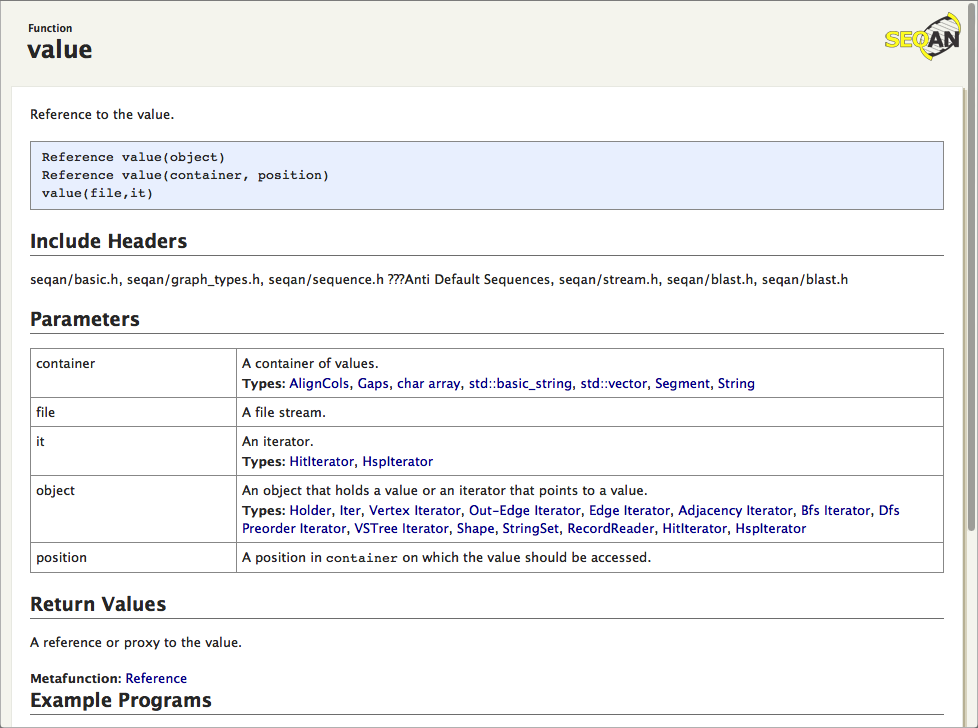 Function
value
SEQAN
Reference to the value.
Reference value(object)
Reference value(container, position)
value(file,it)
Include Headers
seqan/basic.h, seqan/graph_types.h, seqan/sequence.h ???Anti Default Sequences, seqan/stream.h, seqan/blast.h, seqan/blast.h
Parameters
container
A container of values.
Types: AlignCols, Gaps, char array, std::basic_string, std::vector, Segment, String
file
A file stream.
it
An iterator.
Types: HitIterator, HspIterator
object
An object that holds a value or an iterator that points to a value.
Types: Holder, Iter, Vertex Iterator, Out-Edge Iterator, Edge Iterator, Adjacency Iterator, Bfs Iterator, Dfs
Preorder Iterator, VSTree Iterator, Shape, StringSet, RecordReader, HitIterator, HspIterator
position
A position in container on which the value should be accessed.
Return Values
A reference or proxy to the value.
Metafunction: Reference
Example Programs